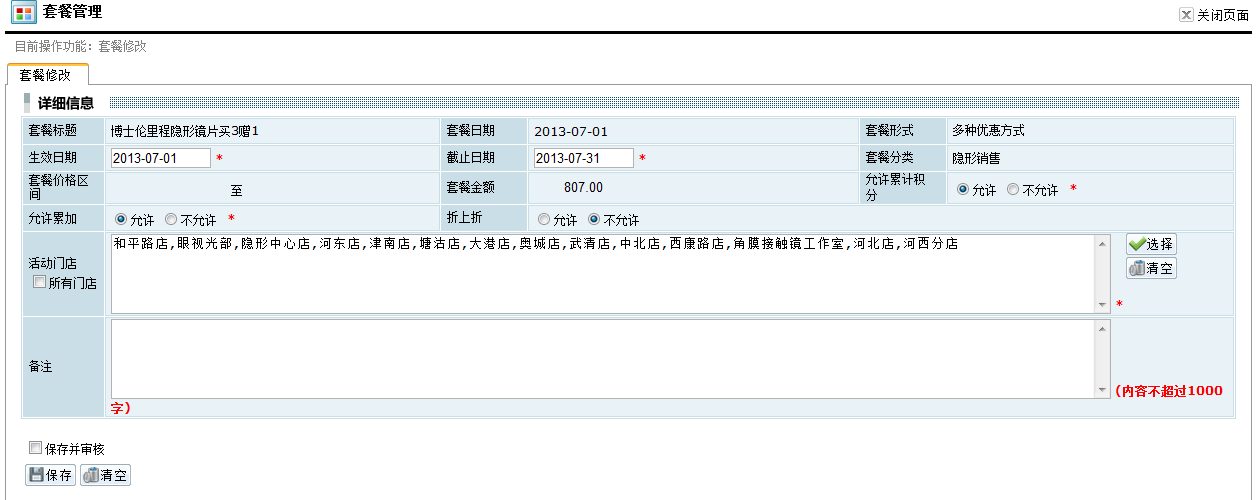 套餐管理
关闭页面
目前操作功能：套餐修改
套餐修改
详细信息
套餐标题 博士伦里程隐形镜片买3赠1 套餐日期 2013-07-01 套餐形式 多种优惠方式
生效日期 2013-07-01 * 截止日期 2013-07-31 * 套餐分类 隐形销售
套餐价格区
间 至 套餐金额 807.00 允许累计积
分 允许 不允许 *
允许累加 允许 不允许 * 折上折 允许 不允许
和平路店,眼视光部,隐形中心店,河东店,津南店,塘沽店,大港店,奥城店,武清店,中北店,西康路店,角膜接触镜工作室,河北店,河西分店
选择
活动门店
清空
所有门店
*
备注
（内容不超过1000
字）
保存并审核
保存 清空